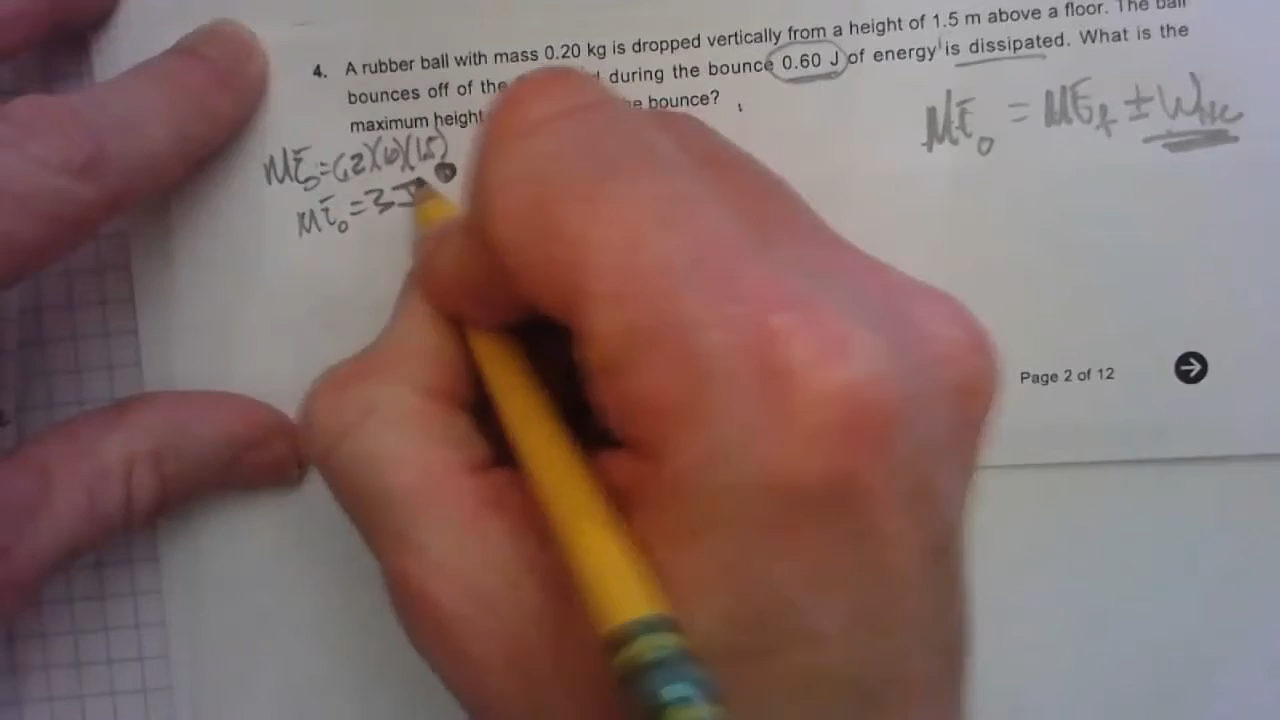 4. A rubber ball with mass 0.20 kg is dropped vertically from a height of 1.5 m above a floor. The ball
bounces off of the during the bounce 0.60 J of energy is dissipated. What is the
maximum height bounce?
ME₀ = MEf ± Wnc
ME₀ = (.2)(10)(1.5)
ME₀ = 3J
Page 2 of 12